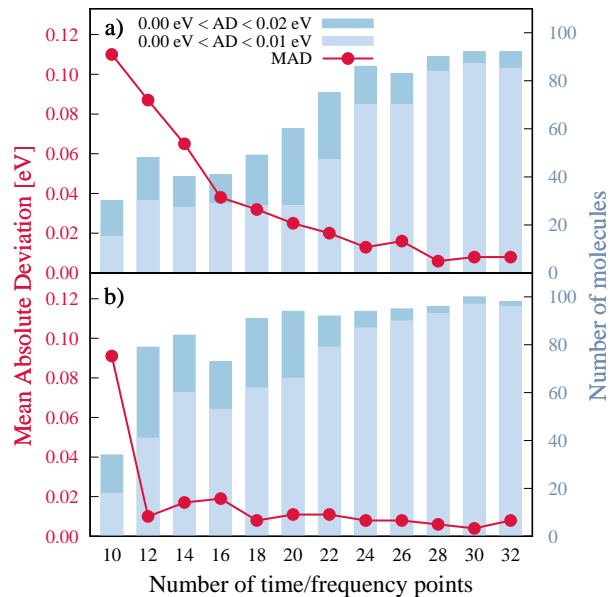 a)
0.00 eV < AD < 0.02 eV
0.00 eV < AD < 0.01 eV
MAD
0.12
0.10
0.08
0.06
0.04
0.02
0.00
100
80
60
40
20
0
b)
0.12
0.10
0.08
0.06
0.04
0.02
0.00
100
80
60
40
20
0
10 12 14 16 18 20 22 24 26 28 30 32
Number of time/frequency points
Mean Absolute Deviation [eV]
Number of molecules